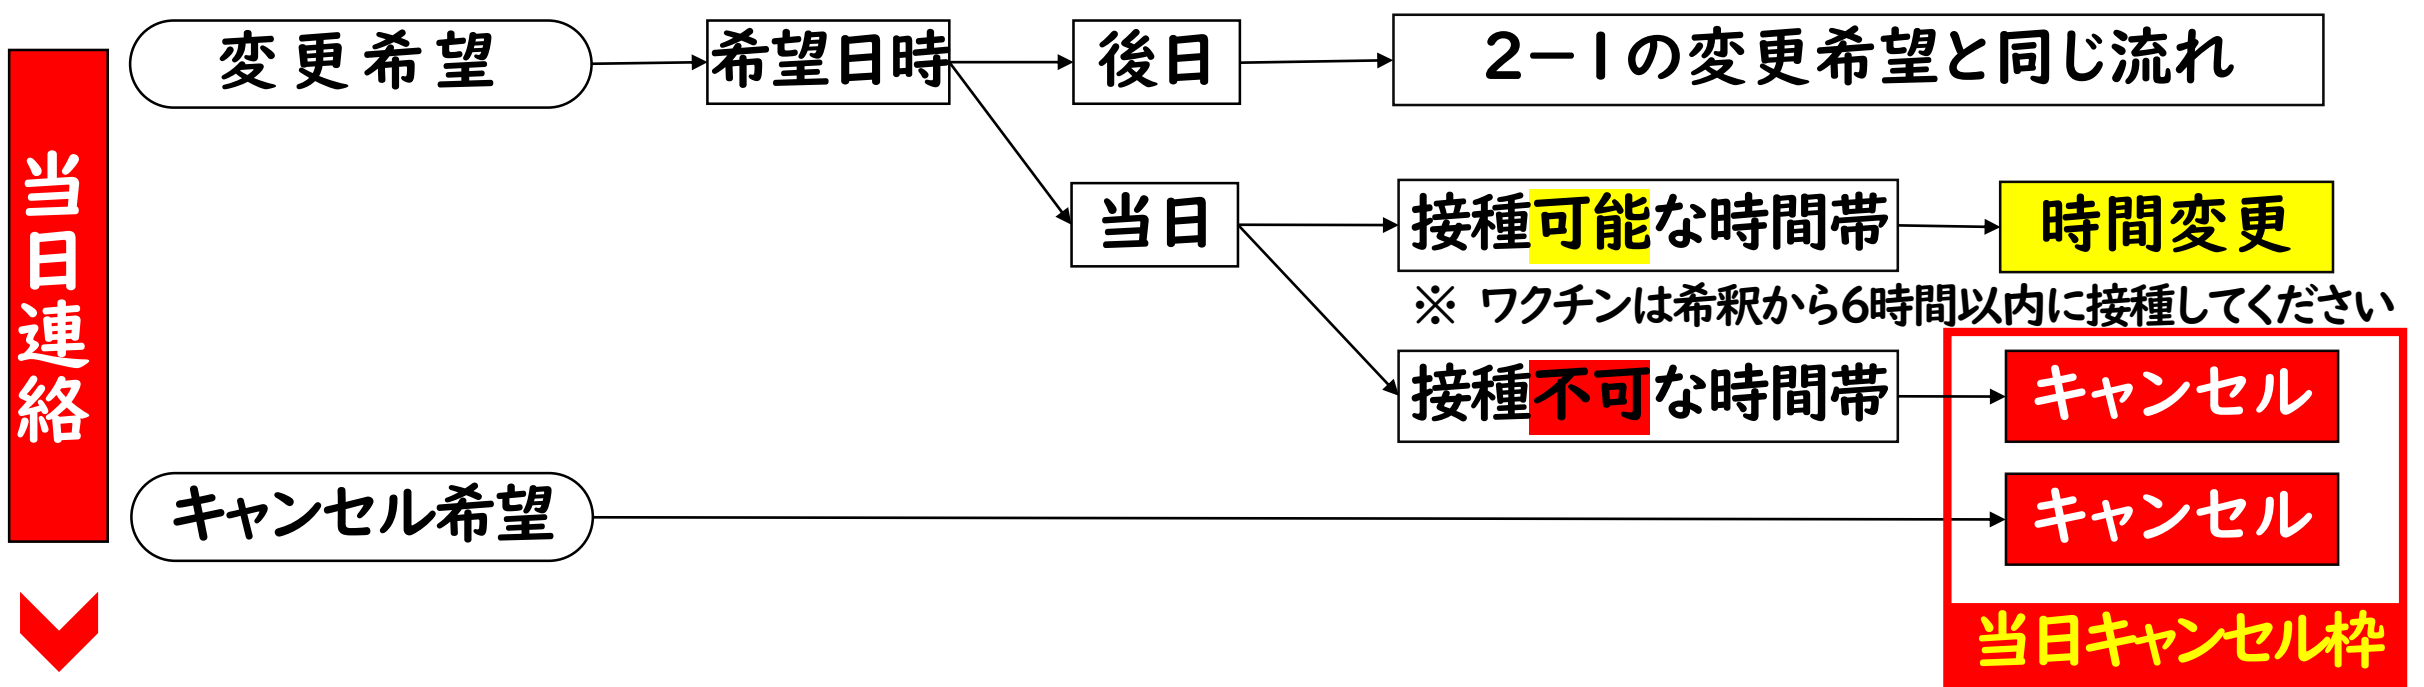 当日連絡
変更希望
希望日時
後日
２－１の変更希望と同じ流れ
当日
接種可能な時間帯
時間変更
※ ワクチンは希釈から６時間以内に接種してください
接種不可な時間帯
キャンセル
キャンセル希望
キャンセル
当日キャンセル枠